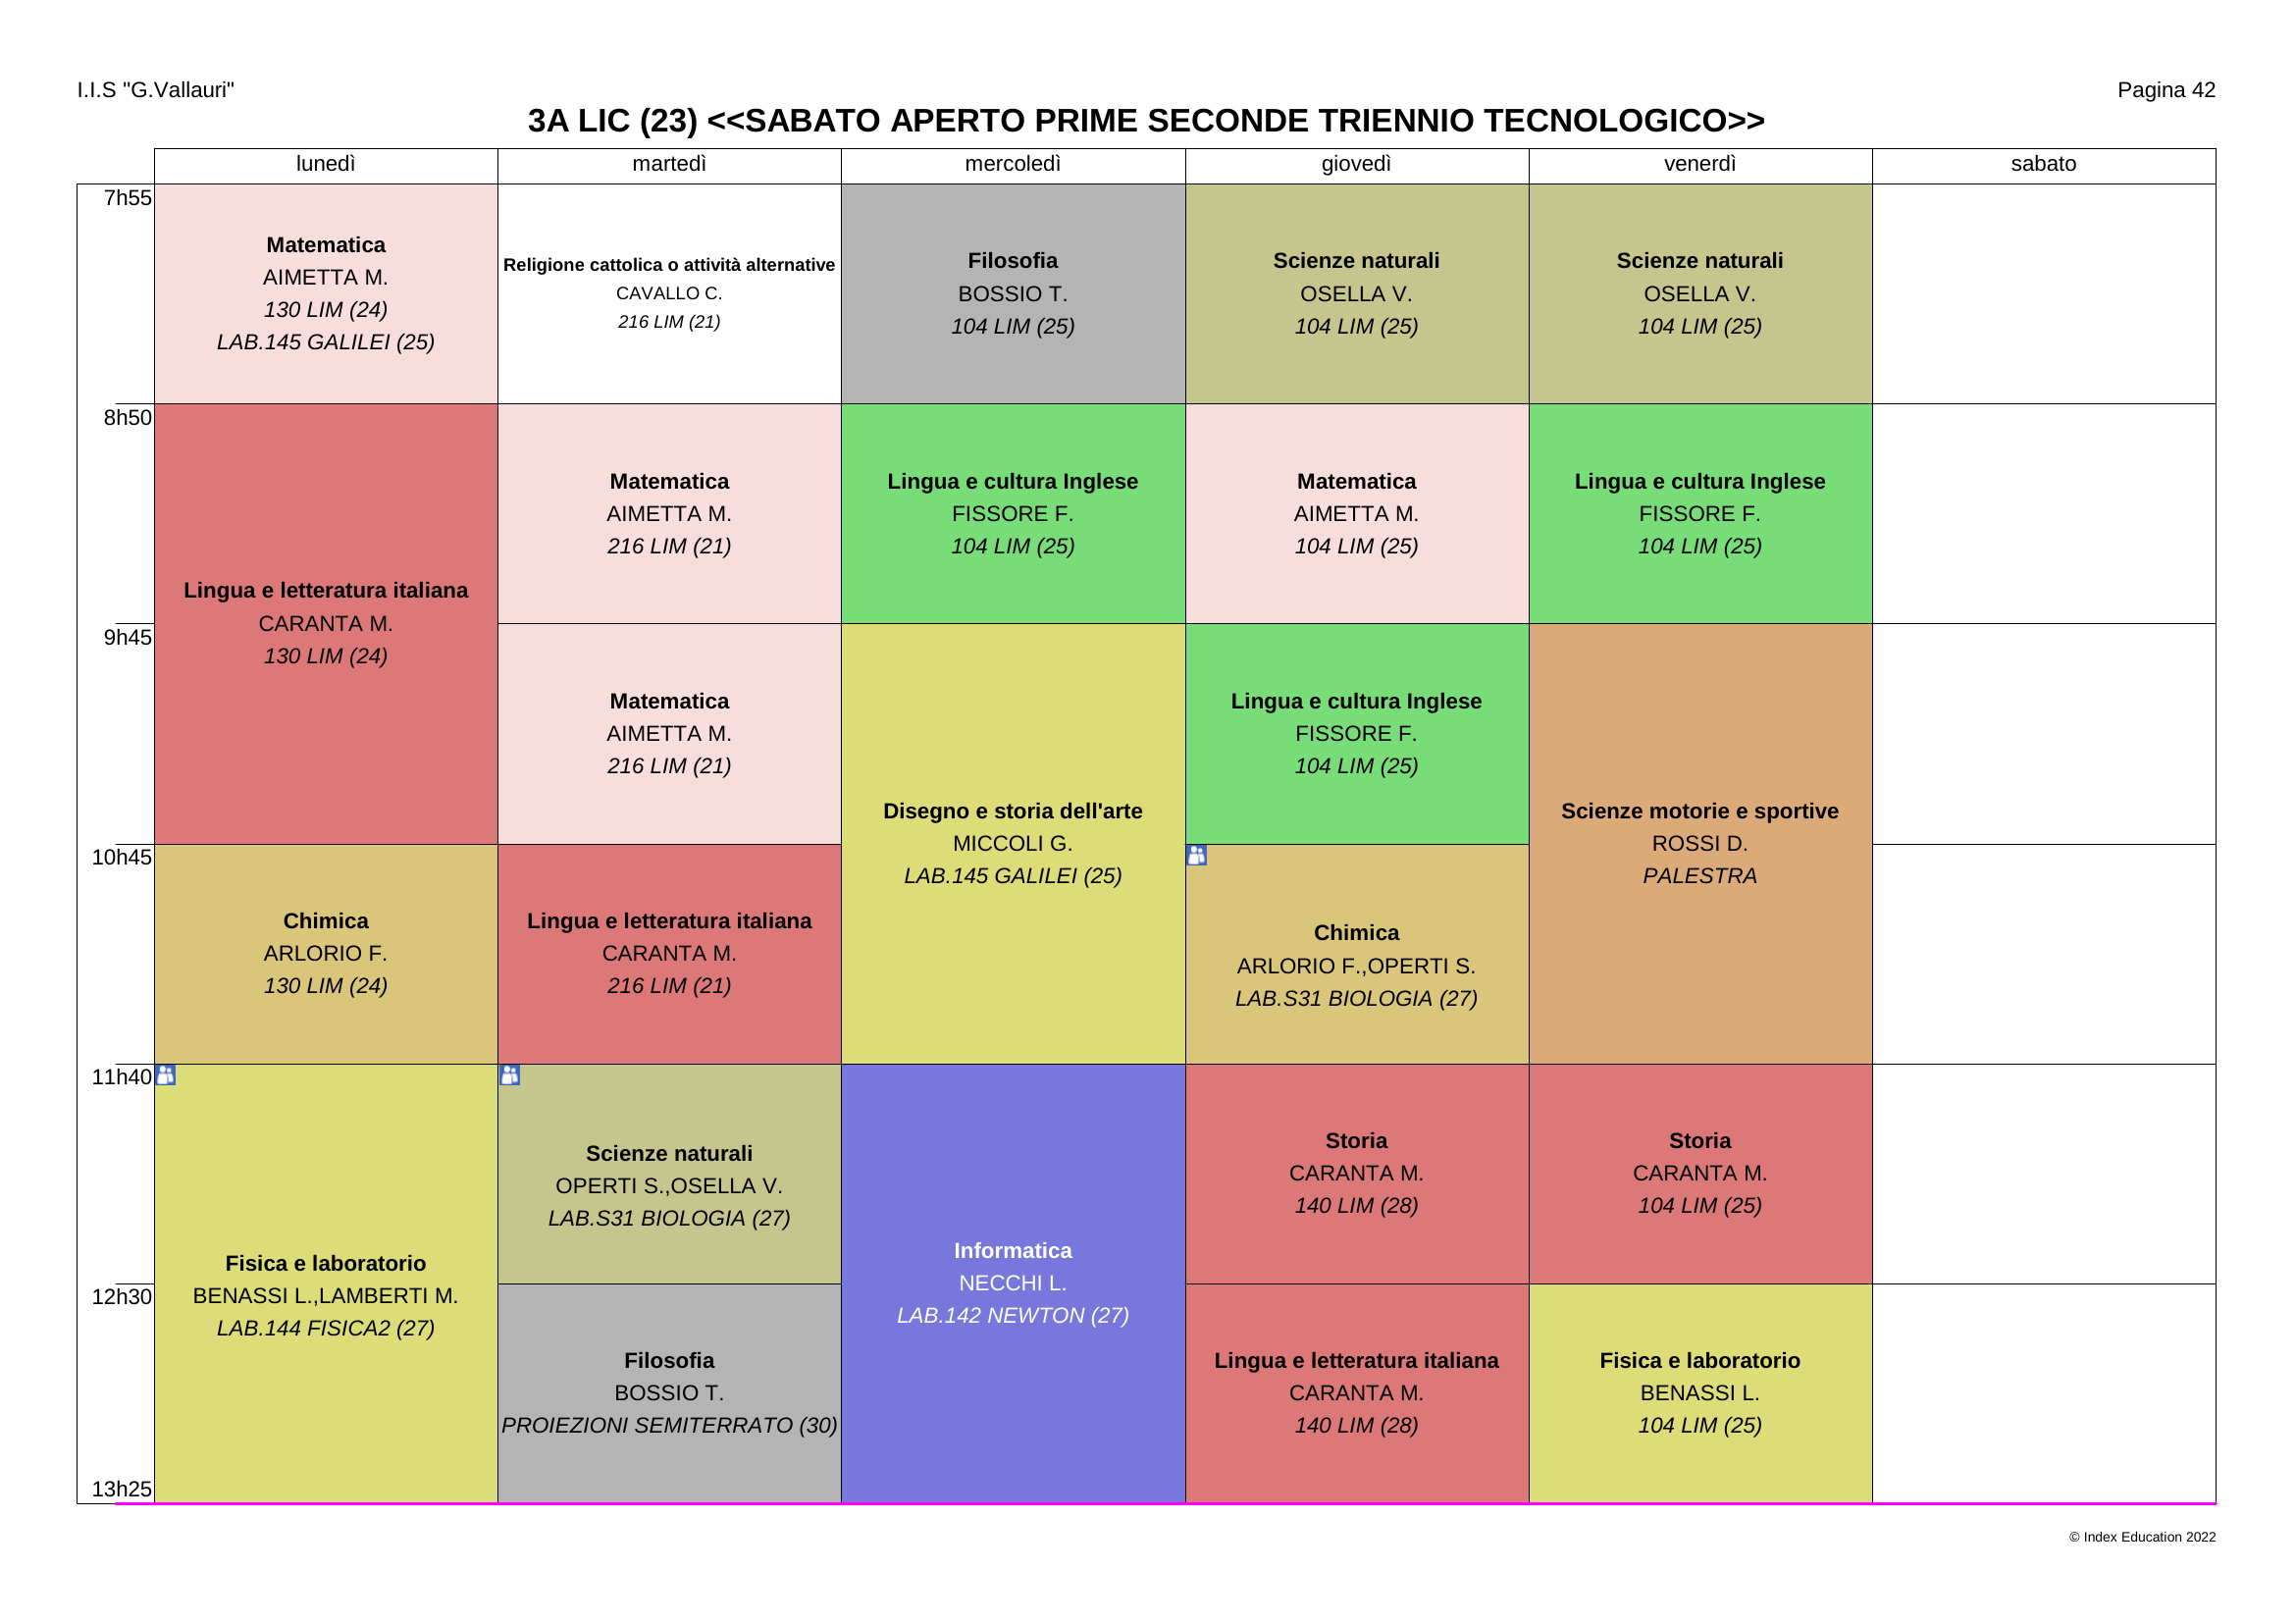 I.I.S "G.Vallauri"
Pagina 42
3A LIC (23) <<SABATO APERTO PRIME SECONDE TRIENNIO TECNOLOGICO>>
lunedì
martedì
mercoledì
giovedì
venerdì
sabato
7h55
Matematica
AIMETTA M.
130 LIM (24)
LAB.145 GALILEI (25)
Religione cattolica o attività alternative
CAVALLO C.
216 LIM (21)
Filosofia
BOSSIO T.
104 LIM (25)
Scienze naturali
OSELLA V.
104 LIM (25)
Scienze naturali
OSELLA V.
104 LIM (25)
8h50
Lingua e letteratura italiana
CARANTA M.
130 LIM (24)
Matematica
AIMETTA M.
216 LIM (21)
Lingua e cultura Inglese
FISSORE F.
104 LIM (25)
Matematica
AIMETTA M.
104 LIM (25)
Lingua e cultura Inglese
FISSORE F.
104 LIM (25)
9h45
Matematica
AIMETTA M.
216 LIM (21)
Disegno e storia dell'arte
MICCOLI G.
LAB.145 GALILEI (25)
Lingua e cultura Inglese
FISSORE F.
104 LIM (25)
Scienze motorie e sportive
ROSSI D.
PALESTRA
10h45
Chimica
ARLORIO F.
130 LIM (24)
Lingua e letteratura italiana
CARANTA M.
216 LIM (21)
Chimica
ARLORIO F.,OPERTI S.
LAB.S31 BIOLOGIA (27)
11h40
Fisica e laboratorio
BENASSI L.,LAMBERTI M.
LAB.144 FISICA2 (27)
Scienze naturali
OPERTI S.,OSELLA V.
LAB.S31 BIOLOGIA (27)
Informatica
NECCHI L.
LAB.142 NEWTON (27)
Storia
CARANTA M.
140 LIM (28)
Storia
CARANTA M.
104 LIM (25)
12h30
Filosofia
BOSSIO T.
PROIEZIONI SEMITERRATO (30)
Lingua e letteratura italiana
CARANTA M.
140 LIM (28)
Fisica e laboratorio
BENASSI L.
104 LIM (25)
13h25
© Index Education 2022